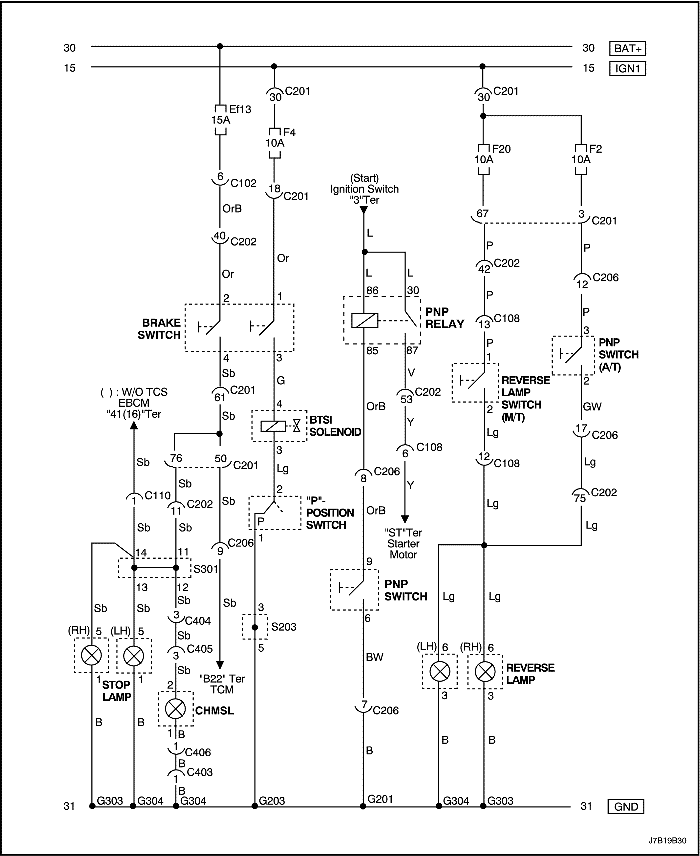 30 30 BAT+
15 15 IGN1
30 C201 30 C201
Ef13
15A
F4
10A
F20
10A
F2
10A
6 C102
18 C201
(Start)
Ignition Switch
"3"Ter
OrB
67 3 C201
40 C202
L
P P
Or Or
42 C202
12 C206
L L
P P
2 1
86 30
BRAKE
SWITCH
PNP
RELAY
13 C108
3
PNP
SWITCH
(A/T)
P
4 3
85 87
1
Sb G
V
2
REVERSE
LAMP
SWITCH
(M/T)
( ) : W/O TCS
EBCM
"41(16)"Ter
61 C201
4
53 C202
2
GW
Sb
BTSI
SOLENOID
OrB
Y
Lg
17 C206
76 50 C201
3
6 C108
12 C108
Sb Sb Sb
Lg
8 C206
Lg
1 C110
11 C202
2
"P"-
POSITION
SWITCH
P
Y
75 C202
OrB
Lg Lg
Sb Sb
1
"ST"Ter
Starter
Motor
9 C206
14 11 S301
9
PNP
SWITCH
13 12
Sb
6
Sb Sb Sb
3 C404
Lg Lg
3
S203
5
(RH) 5 (LH) 5
Sb
3 C405
(LH) 6 (RH) 6
REVERSE
LAMP
BW
1 1
STOP
LAMP
Sb
"B22" Ter
TCM
2
CHMSL
3 3
7 C206
B B
1 B
1 C406
B
1 C403
B
B B B B
31 G303 G304 G304 G203 G201 G304 G303 31 GND
J7B19B30